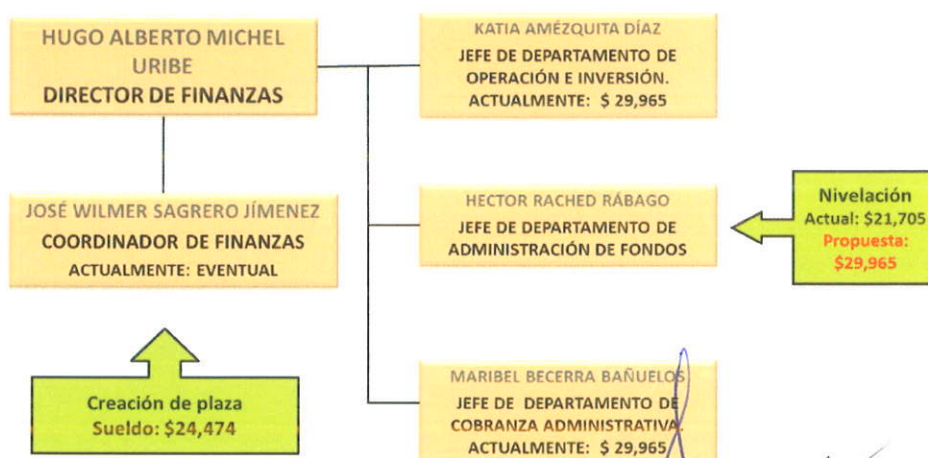 HUGO ALBERTO MICHEL
URIBE
DIRECTOR DE FINANZAS
KATIA AMÉZQUITA DÍAZ
JEFE DE DEPARTAMENTO DE
OPERACIÓN E INVERSIÓN.
ACTUALMENTE: $ 29,965
JOSÉ WILMER SAGRERO JÍMENEZ
COORDINADOR DE FINANZAS
ACTUALMENTE: EVENTUAL
HECTOR RACHED RÁBAGO
JEFE DE DEPARTAMENTO DE
ADMINISTRACIÓN DE FONDOS
Nivelación
Actual: $21,705
Propuesta:
$29,965
Creación de plaza
Sueldo: $24,474
MARIBEL BECERRA BAÑUELOS
JEFE DE DEPARTAMENTO DE
COBRANZA ADMINISTRATIVA.
ACTUALMENTE: $ 29,965